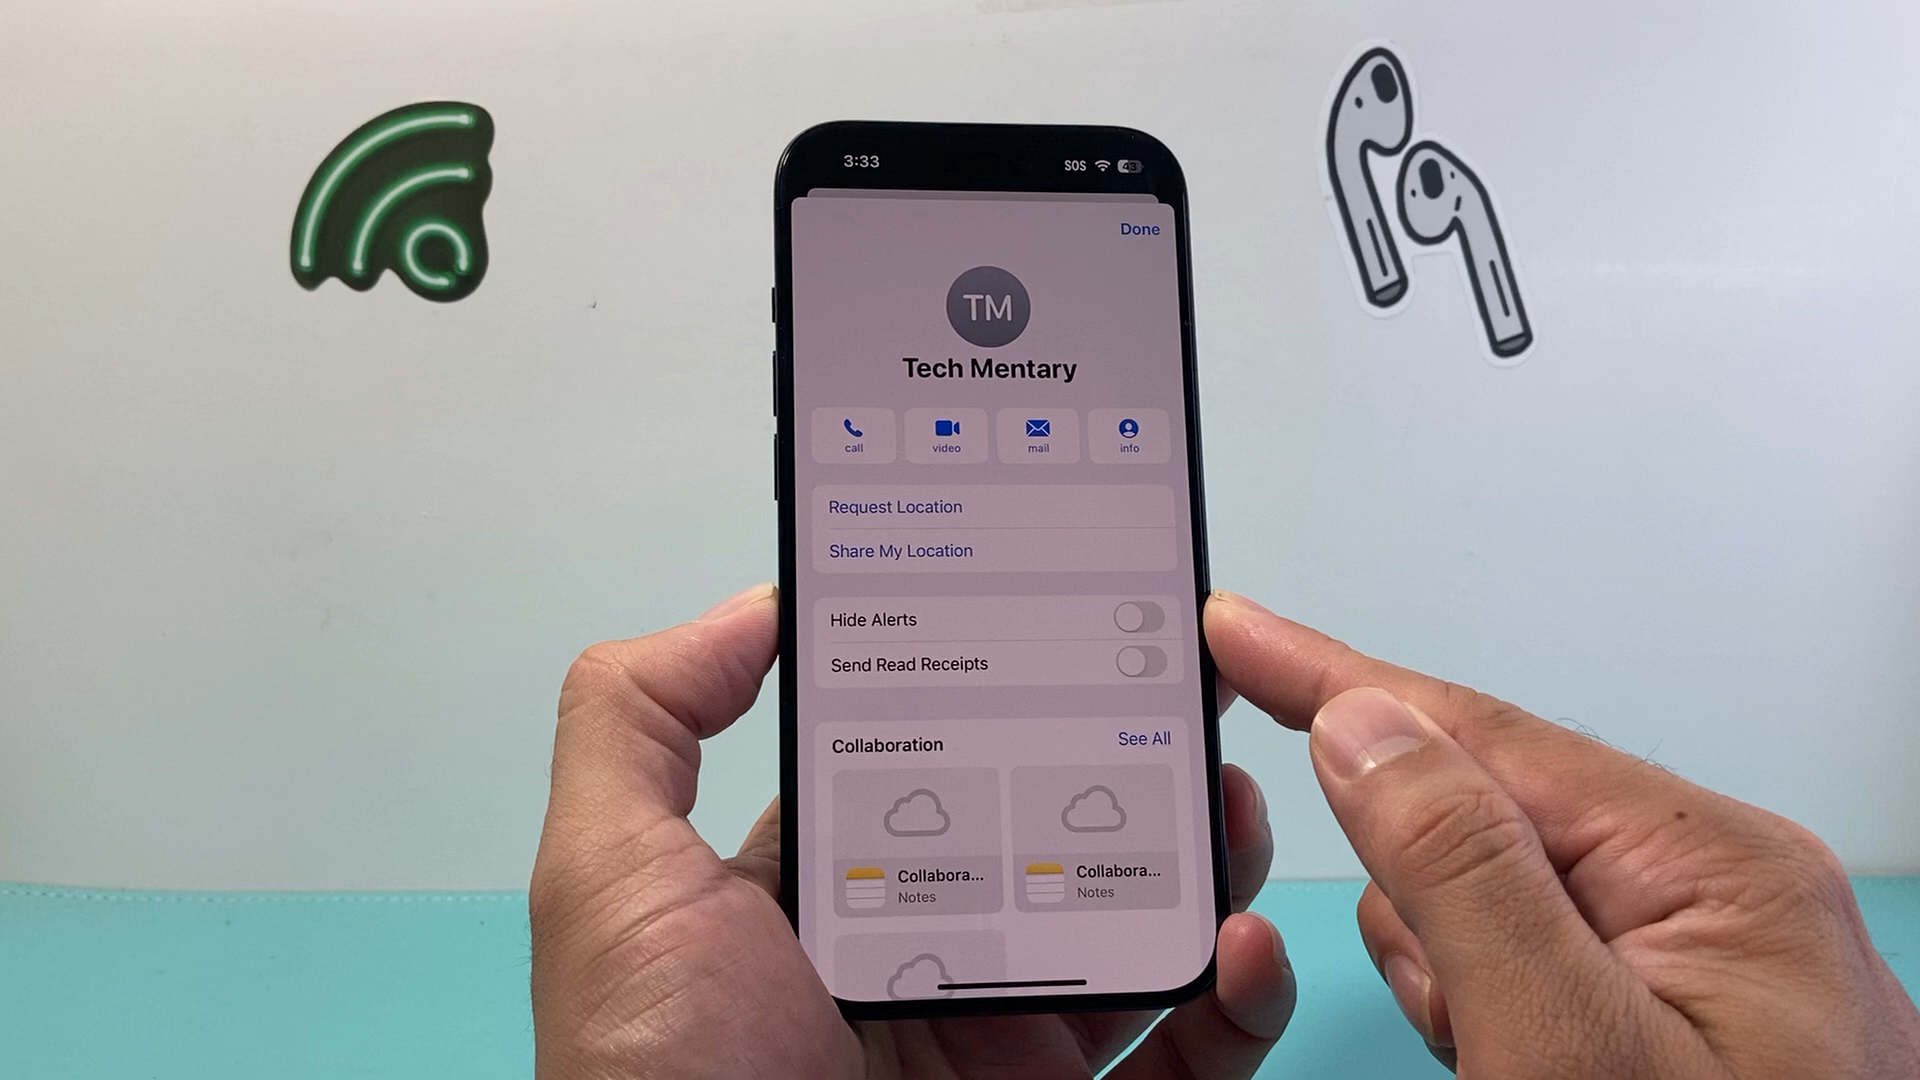 3:33
SOS
43
Done
TM
Tech Mentary
call
video
mail
info
Request Location
Share My Location
Hide Alerts
Send Read Receipts
Collaboration
See All
Collabora...
Notes
Collabora...
Notes